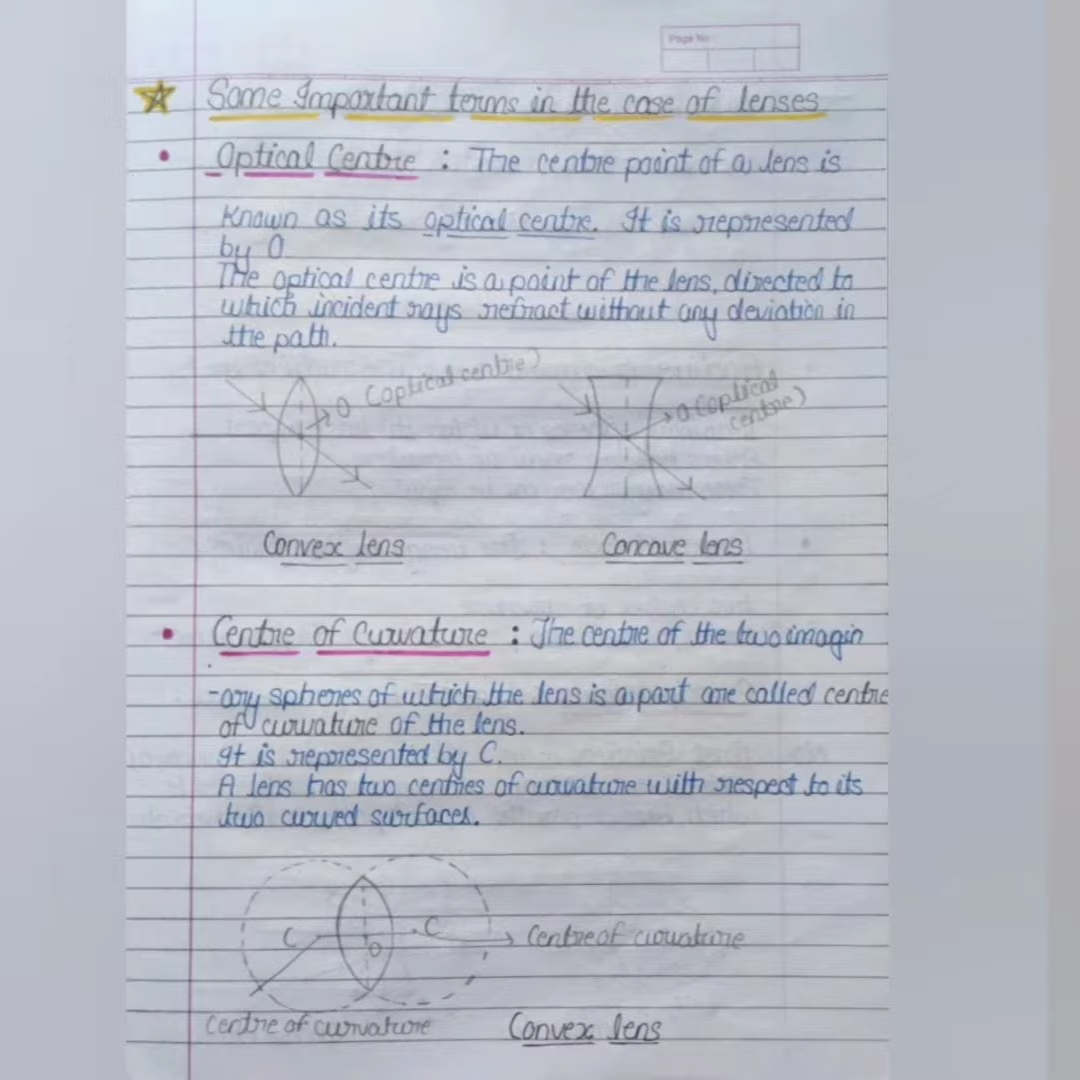 Page No :
Some Important terms in the case of lenses
• Optical Centre : The centre point of a lens is
known as its optical centre. It is represented
by O
The optical centre is a point of the lens, directed to
which incident rays refract without any deviation in
the path.
O (optical centre)
O (optical
centre)
Convex lens
Concave lens
• Centre of Curvature : The centre of the two imagin
-ary spheres of which the lens is a part are called centre
of curvature of the lens.
It is represented by C.
A lens has two centres of curvature with respect to its
two curved surfaces.
C
O
C
Centre of curvature
Centre of curvature
Convex lens